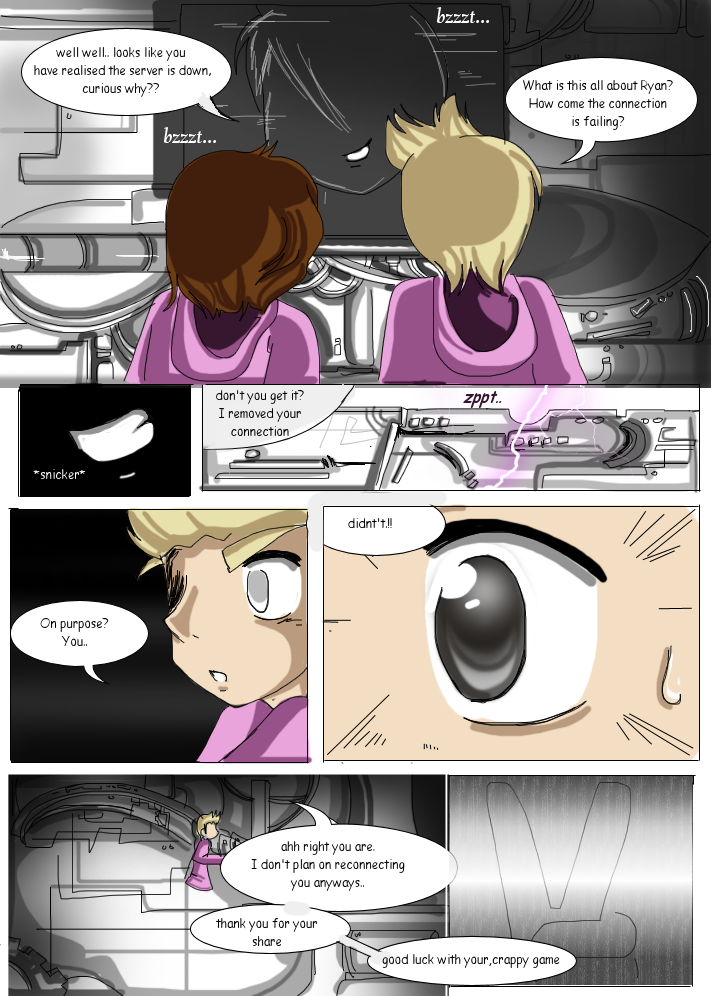 bzzzt...
well well.. looks like you
have realised the server is down,
curious why??
What is this all about Ryan?
How come the connection
is failing?
bzzzt...
*snicker*
don't you get it?
I removed your
connection
zppt..
On purpose?
You..
didnt't.!!
ahh right you are.
I don't plan on reconnecting
you anyways..
thank you for your
share
good luck with your,crappy game